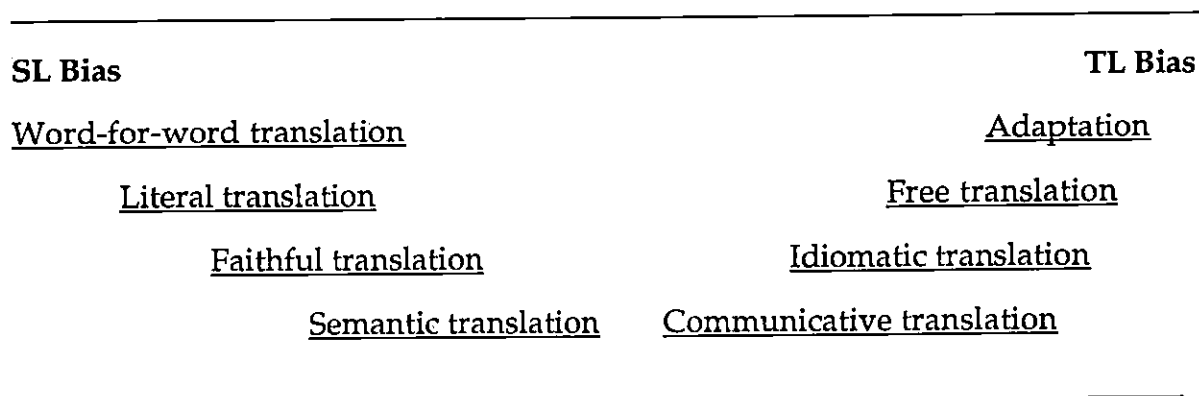 SL Bias TL Bias
Word-for-word translation Adaptation
Literal translation Free translation
Faithful translation Idiomatic translation
Semantic translation Communicative translation